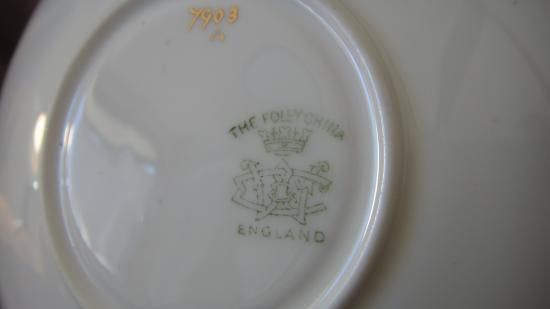 7903
THE FOLEY CHINA
ENGLAND